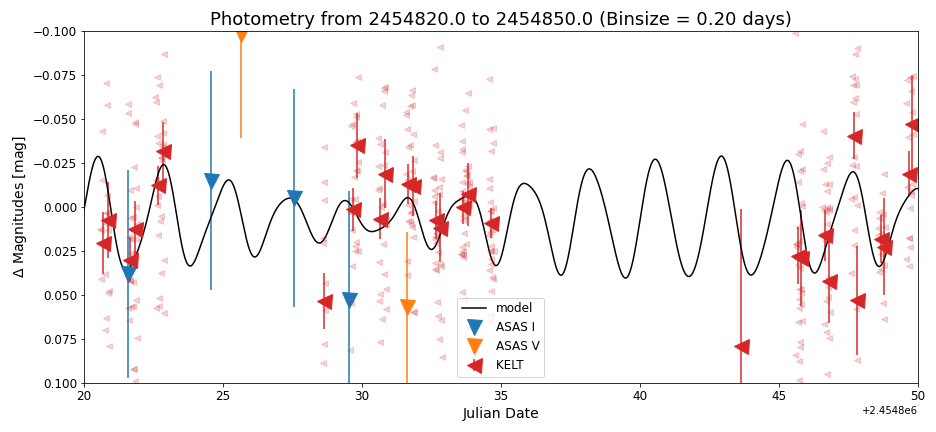 Photometry from 2454820.0 to 2454850.0 (Binsize = 0.20 days)
Δ Magnitudes [mag]
−0.100
−0.075
−0.050
−0.025
0.000
0.025
0.050
0.075
0.100
model
ASAS I
ASAS V
KELT
20 25 30 35 40 45 50
Julian Date
+2.4548e6